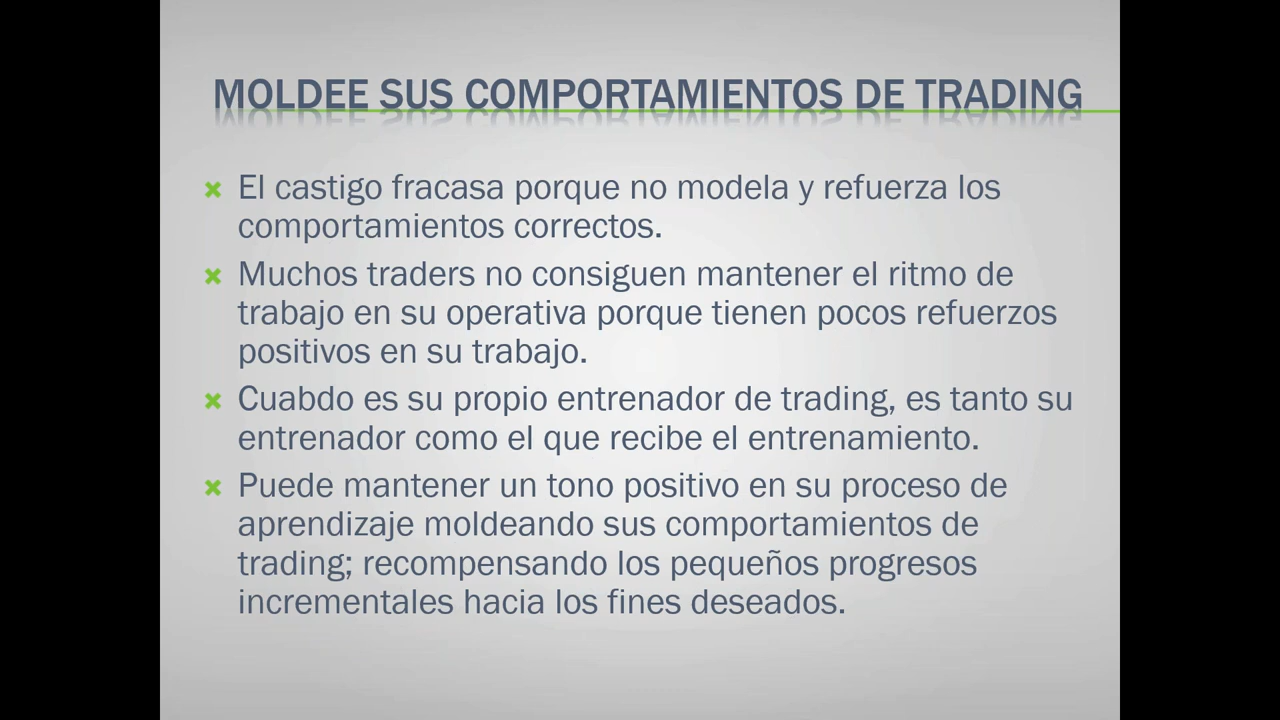 MOLDEE SUS COMPORTAMIENTOS DE TRADING
El castigo fracasa porque no modela y refuerza los
comportamientos correctos.
Muchos traders no consiguen mantener el ritmo de
trabajo en su operativa porque tienen pocos refuerzos
positivos en su trabajo.
Cuabdo es su propio entrenador de trading, es tanto su
entrenador como el que recibe el entrenamiento.
Puede mantener un tono positivo en su proceso de
aprendizaje moldeando sus comportamientos de
trading; recompensando los pequeños progresos
incrementales hacia los fines deseados.